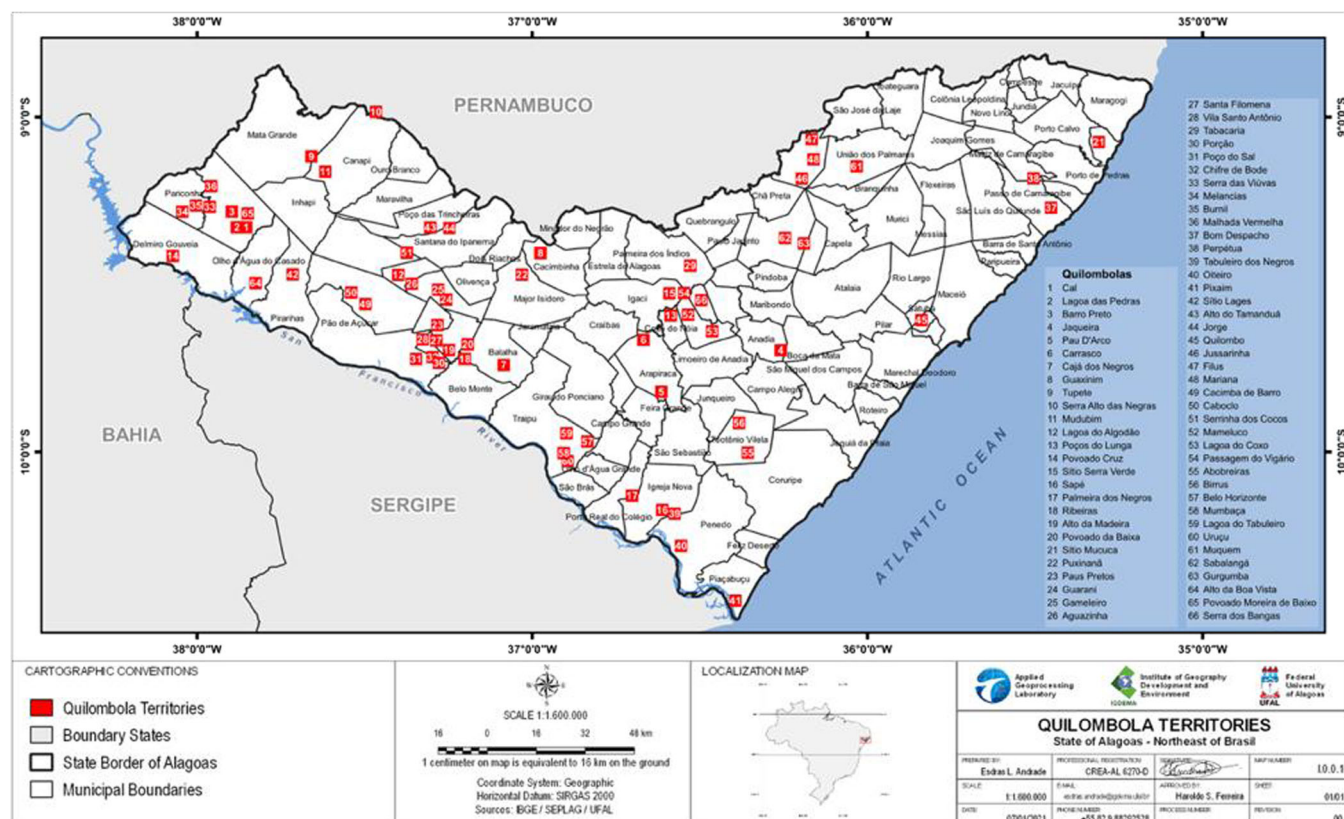 38°0'0"W
37°0'0"W
36°0'0"W
35°0'0"W
9°0'0"S
9°0'0"S
10°0'0"S
10°0'0"S
PERNAMBUCO
BAHIA
SERGIPE
ATLANTIC OCEAN
San Francisco River
Mata Grande
Canapi
Ouro Branco
Maravilha
Inhapi
Pariconha
Delmiro Gouveia
Olho d'Água do Casado
Piranhas
Poço das Trincheiras
Santana do Ipanema
Dois Riachos
Olivença
Pão de Açúcar
Major Isidoro
Cacimbinha
Minador do Negrão
Estrela de Alagoas
Palmeira dos Índios
Igaci
Craíbas
Jaramataia
Batalha
Belo Monte
Traipu
Girau do Ponciano
Campo Grande
Arapiraca
Feira Grande
Coité do Nóia
Limoeiro de Anadia
Junqueiro
São Sebastião
São Brás
Porto Real do Colégio
Igreja Nova
Penedo
Piaçabuçu
Feliz Deserto
Coruripe
Teotônio Vilela
Campo Alegre
São Miguel dos Campos
Boca da Mata
Anadia
Maribondo
Pindoba
Atalaia
Capela
Paulo Jacinto
Quebrangulo
Chã Preta
União dos Palmares
São José da Laje
Ibateguara
Colônia Leopoldina
Novo Lino
Jundiá
Campestre
Jacuípe
Maragogi
Porto Calvo
Porto de Pedras
Matriz de Camaragibe
Passo de Camaragibe
São Luís do Quitunde
Joaquim Gomes
Flexeiras
Branquinha
Murici
Messias
Barra de Santo Antônio
Paripueira
Rio Largo
Maceió
Satuba
Pilar
Marechal Deodoro
Barra de São Miguel
Roteiro
Jequiá da Praia
Quilombolas
1 Cal
2 Lagoa das Pedras
3 Barro Preto
4 Jaqueira
5 Pau D'Arco
6 Carrasco
7 Cajá dos Negros
8 Guaxinim
9 Tupete
10 Serra Alto das Negras
11 Mudubim
12 Lagoa do Algodão
13 Poços do Lunga
14 Povoado Cruz
15 Sítio Serra Verde
16 Sapé
17 Palmeira dos Negros
18 Ribeiras
19 Alto da Madeira
20 Povoado da Baixa
21 Sítio Mucuca
22 Puxinanã
23 Paus Pretos
24 Guarani
25 Gameleiro
26 Aguazinha
27 Santa Filomena
28 Vila Santo Antônio
29 Tabacaria
30 Porção
31 Poço do Sal
32 Chifre de Bode
33 Serra das Viúvas
34 Melancias
35 Burnil
36 Malhada Vermelha
37 Bom Despacho
38 Perpétua
39 Tabuleiro dos Negros
40 Oiteiro
41 Pixaim
42 Sítio Lages
43 Alto do Tamanduá
44 Jorge
45 Quilombo
46 Jussarinha
47 Filus
48 Mariana
49 Cacimba de Barro
50 Caboclo
51 Serrinha dos Cocos
52 Mameluco
53 Lagoa do Coxo
54 Passagem do Vigário
55 Abobreiras
56 Birrus
57 Belo Horizonte
58 Mumbaça
59 Lagoa do Tabuleiro
60 Uruçu
61 Muquem
62 Sabalangá
63 Gurgumba
64 Alto da Boa Vista
65 Povoado Moreira de Baixo
66 Serra dos Bangas
38°0'0"W
37°0'0"W
36°0'0"W
35°0'0"W
CARTOGRAPHIC CONVENTIONS
Quilombola Territories
Boundary States
State Border of Alagoas
Municipal Boundaries
SCALE 1:1.600.000
16 0 16 32 48 km
1 centimeter on map is equivalent to 16 km on the ground
Coordinate System: Geographic
Horizontal Datum: SIRGAS 2000
Sources: IBGE / SEPLAG / UFAL
LOCALIZATION MAP
Applied Geoprocessing Laboratory
Institute of Geography Development and Environment
IGDEMA
Federal University of Alagoas
UFAL
QUILOMBOLA TERRITORIES
State of Alagoas - Northeast of Brasil
PREPARED BY: Esdras L. Andrade
PROFESSIONAL REGISTRATION CREA-AL 6270-D
SIGNATURE
MAP NUMBER
SCALE 1:1.600.000
E-MAIL
APPROVED BY: Haroldo S. Ferreira
SHEET 01/01
DATE 07/01/2021
PHONE NUMBER
PROCESS NUMBER
REVISION